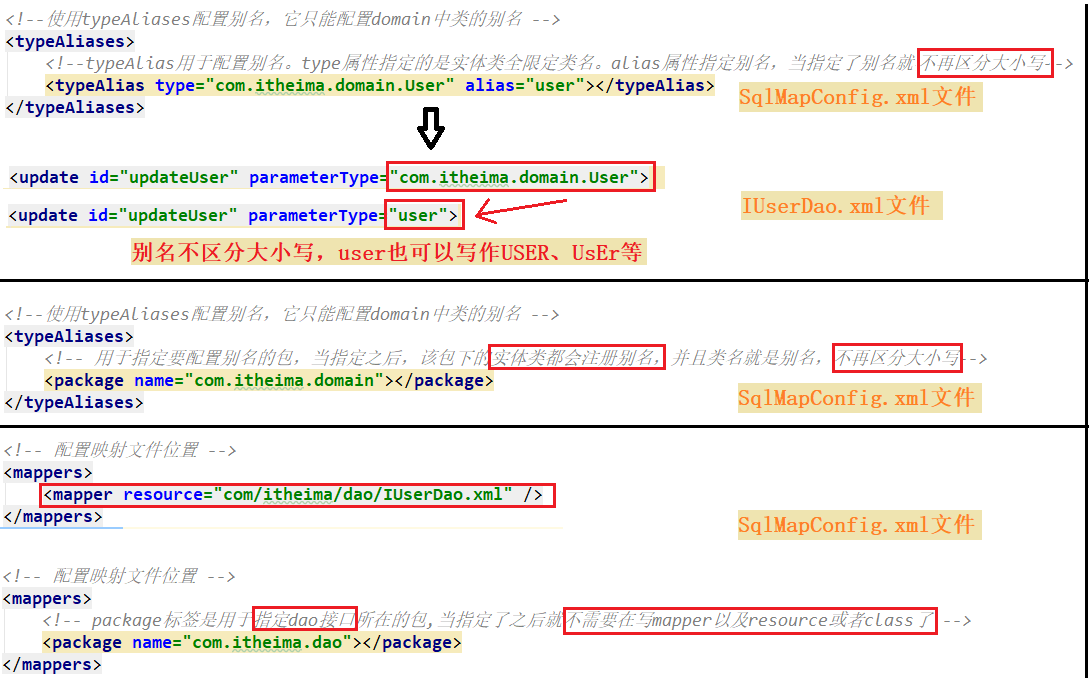 <!--使用typeAliases配置别名，它只能配置domain中类的别名 -->
<typeAliases>
<!--typeAlias用于配置别名。type属性指定的是实体类全限定类名。alias属性指定别名，当指定了别名就不再区分大小写-->
<typeAlias type="com.itheima.domain.User" alias="user"></typeAlias>
SqlMapConfig.xml文件
</typeAliases>
<update id="updateUser" parameterType="com.itheima.domain.User">
<update id="updateUser" parameterType="user">
IUserDao.xml文件
别名不区分大小写，user也可以写作USER、UsEr等
<!--使用typeAliases配置别名，它只能配置domain中类的别名 -->
<typeAliases>
<!-- 用于指定要配置别名的包，当指定之后，该包下的实体类都会注册别名，并且类名就是别名，不再区分大小写-->
<package name="com.itheima.domain"></package>
SqlMapConfig.xml文件
</typeAliases>
<!-- 配置映射文件位置 -->
<mappers>
<mapper resource="com/itheima/dao/IUserDao.xml" />
</mappers>
SqlMapConfig.xml文件
<!-- 配置映射文件位置 -->
<mappers>
<!-- package标签是用于指定dao接口所在的包,当指定了之后就不需要在写mapper以及resource或者class了 -->
<package name="com.itheima.dao"></package>
</mappers>